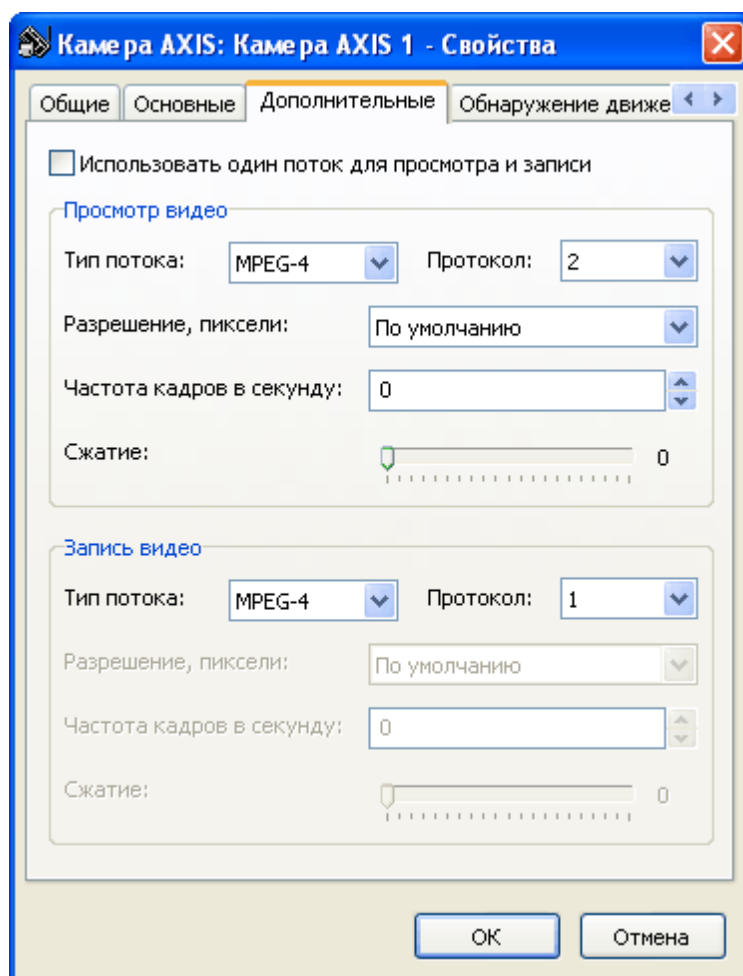 Камера AXIS: Камера AXIS 1 - Свойства
Общие Основные Дополнительные Обнаружение движе
Использовать один поток для просмотра и записи
Просмотр видео
Тип потока: MPEG-4 Протокол: 2
Разрешение, пиксели: По умолчанию
Частота кадров в секунду: 0
Сжатие: 0
Запись видео
Тип потока: MPEG-4 Протокол: 1
Разрешение, пиксели: По умолчанию
Частота кадров в секунду: 0
Сжатие: 0
ОК Отмена